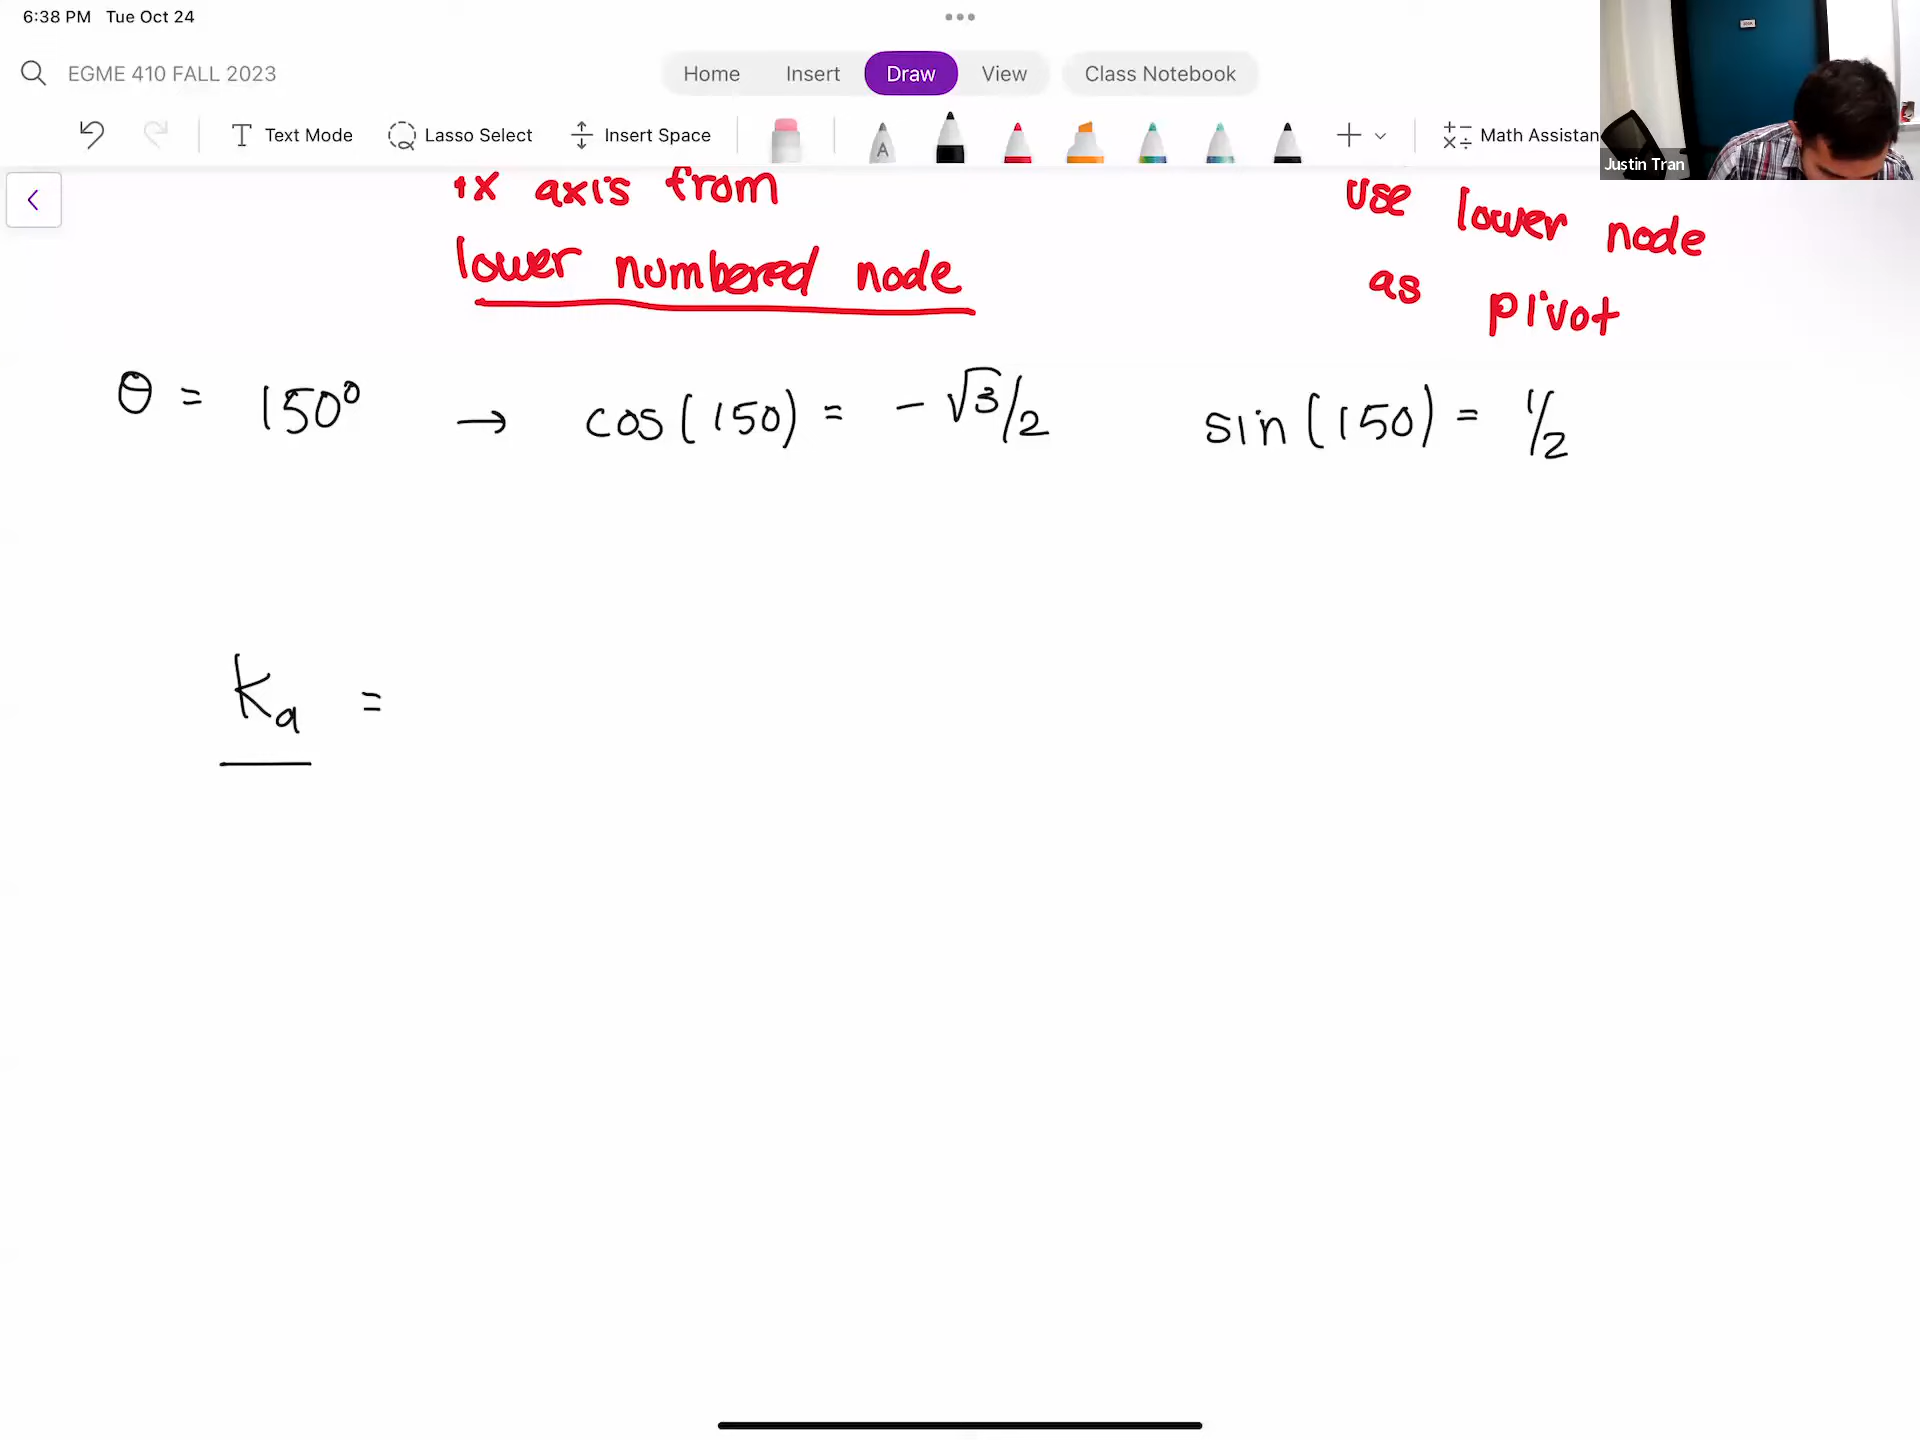 6:38 PM Tue Oct 24
EGME 410 FALL 2023
Home Insert Draw View Class Notebook
Text Mode Lasso Select Insert Space A Math Assistan
Justin Tran
+x axis from
lower numbered node
use lower node
as pivot
θ = 150° → cos(150) = -√3/2 sin(150) = 1/2
Ka =